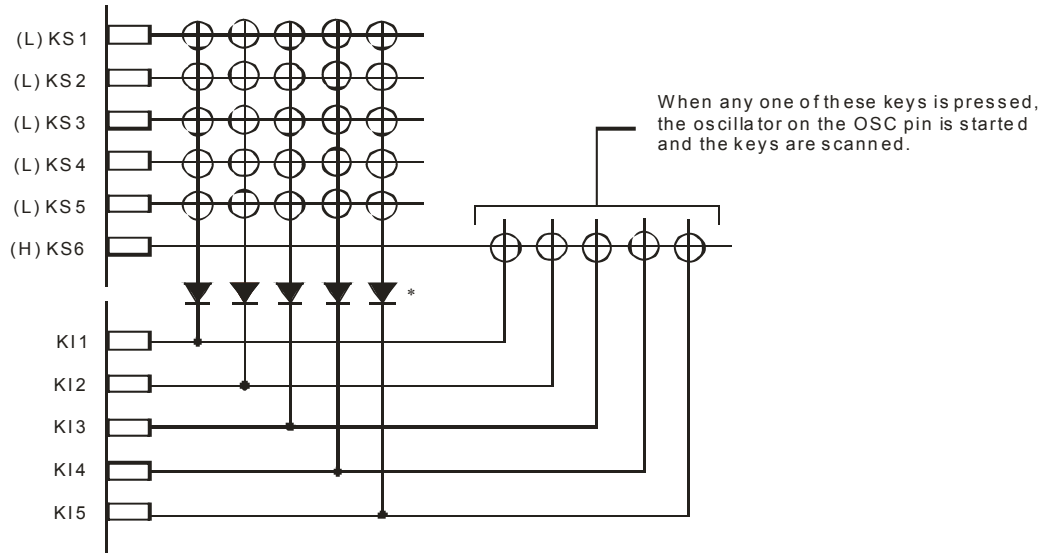 (L) KS1
(L) KS2
(L) KS3
(L) KS4
(L) KS5
(H) KS6
When any one of these keys is pressed,
the oscillator on the OSC pin is started
and the keys are scanned.
*
KI1
KI2
KI3
KI4
KI5